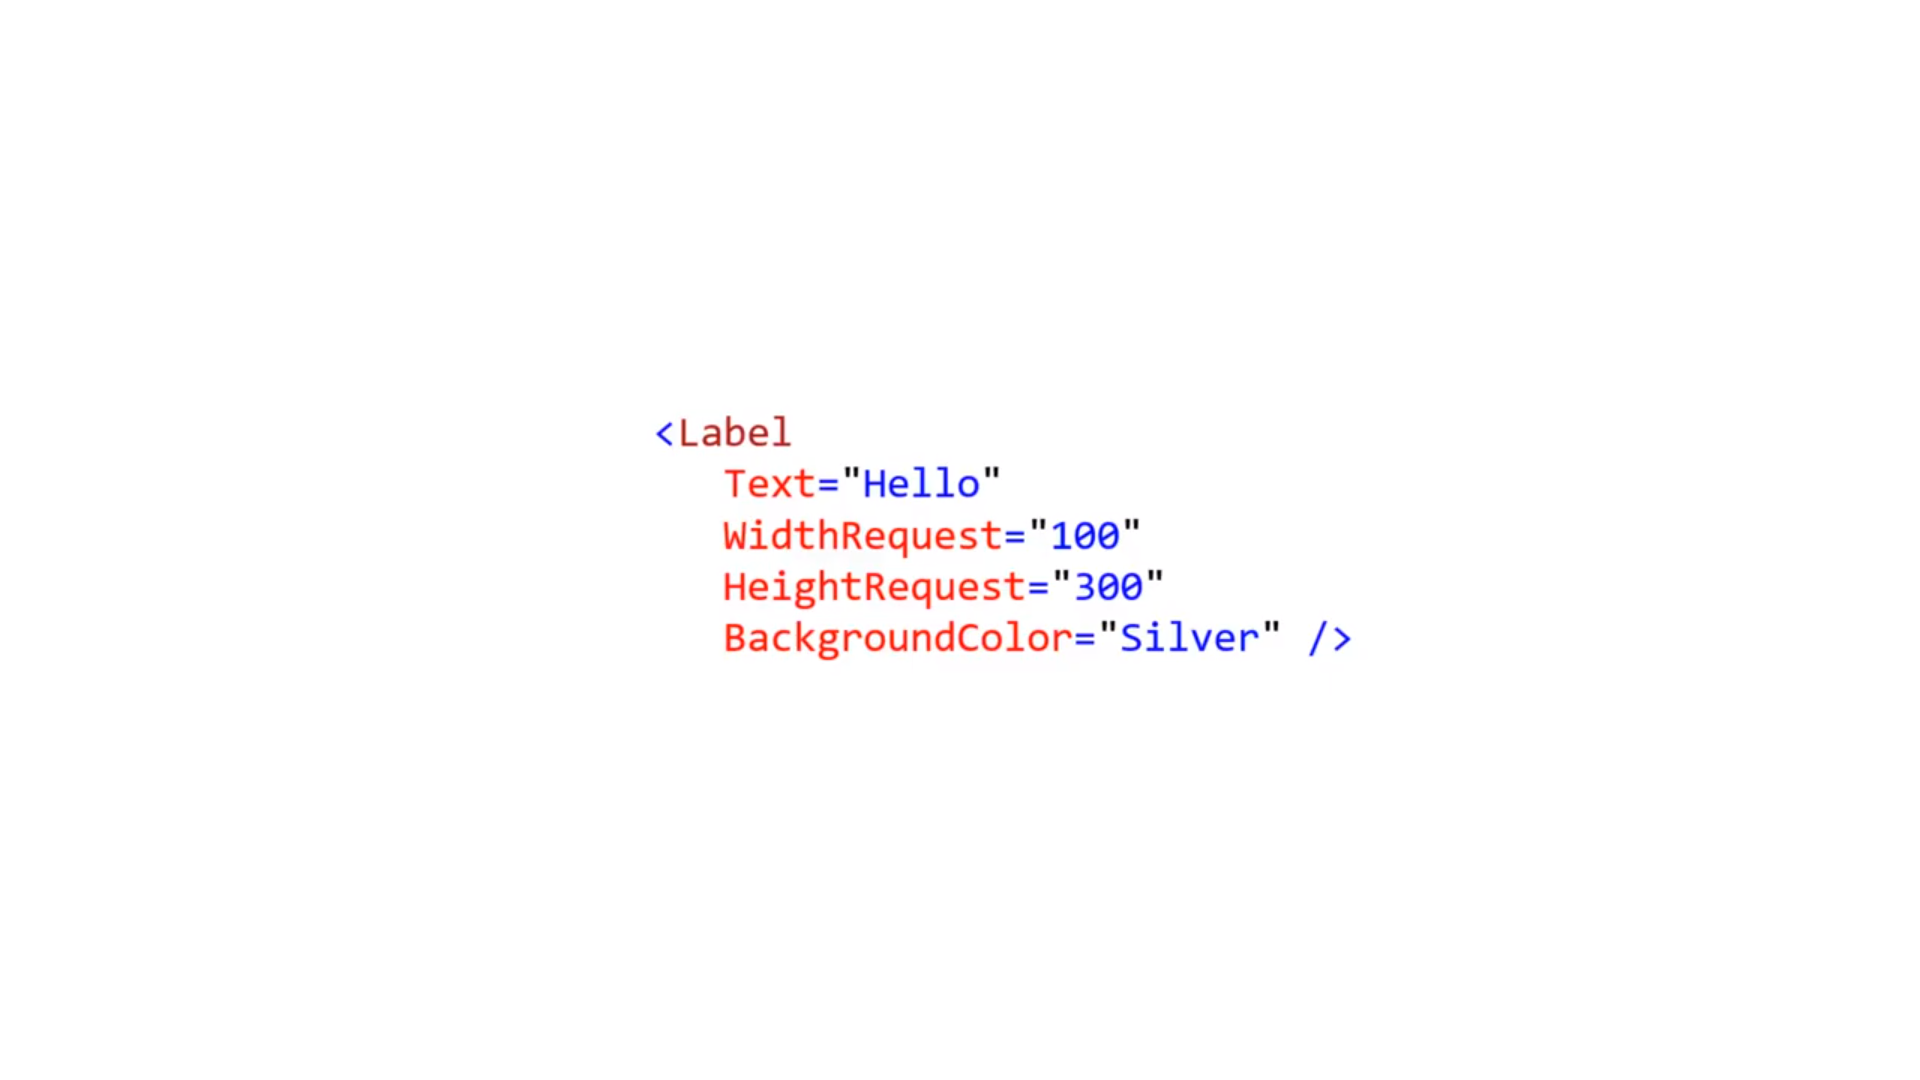 <Label
Text="Hello"
WidthRequest="100"
HeightRequest="300"
BackgroundColor="Silver" />